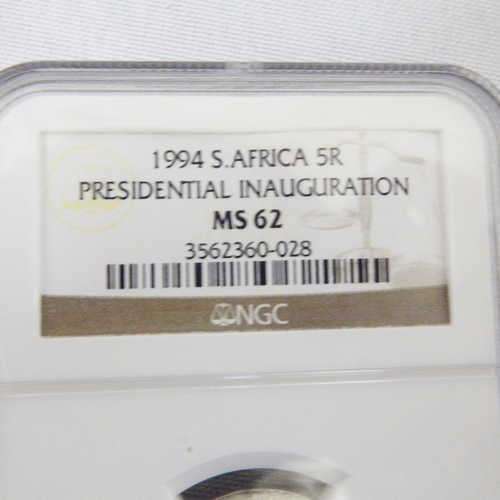 1994 S.AFRICA 5R
PRESIDENTIAL INAUGURATION
MS 62
3562360-028
NGC